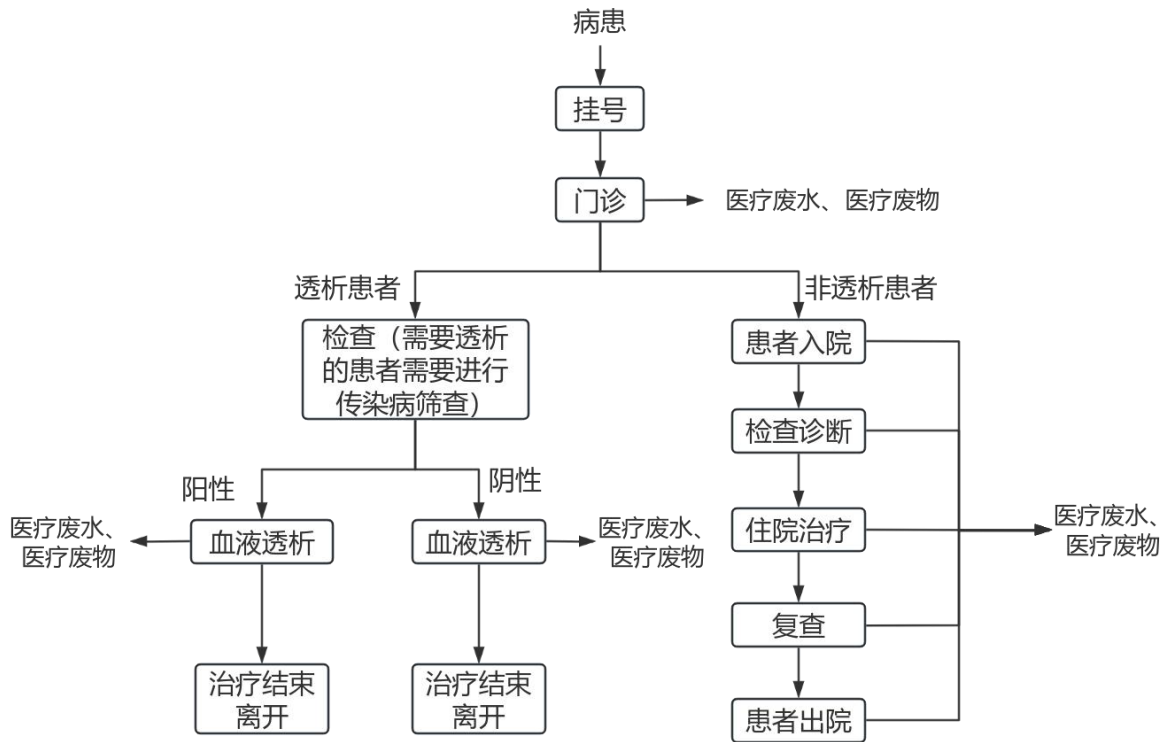 病患
挂号
门诊
医疗废水、医疗废物
透析患者
非透析患者
检查（需要透析
的患者需要进行
传染病筛查）
患者入院
检查诊断
阳性
阴性
医疗废水、
医疗废物
血液透析
血液透析
医疗废水、
医疗废物
住院治疗
医疗废水、
医疗废物
复查
治疗结束
离开
治疗结束
离开
患者出院